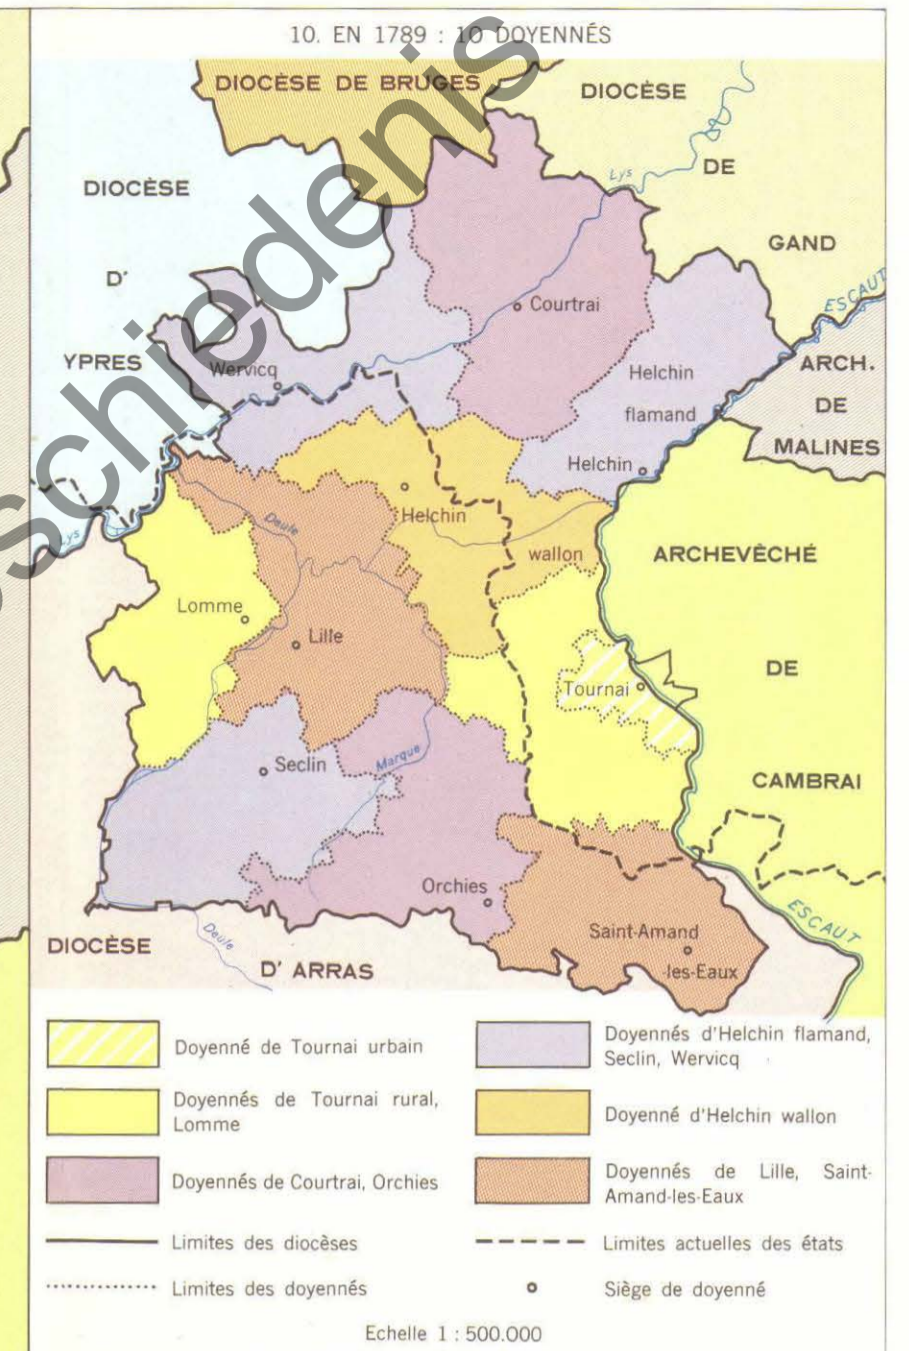 10. EN 1789 : 10 DOYENNÉS
DIOCÈSE DE BRUGES
DIOCÈSE
DE
GAND
Lys
DIOCÈSE
D'
YPRES
ESCAUT
Courtrai
Wervicq
Helchin
flamand
Helchin
ARCH.
DE
MALINES
Lys
Deule
Helchin
wallon
ARCHEVÊCHÉ
DE
CAMBRAI
Lomme
Lille
Tournai
Seclin
Marque
Orchies
Saint-Amand
-les-Eaux
ESCAUT
DIOCÈSE
D' ARRAS
Deule
schiedenis
Doyenné de Tournai urbain
Doyennés de Tournai rural,
Lomme
Doyennés de Courtrai, Orchies
Limites des diocèses
Limites des doyennés
Doyennés d'Helchin flamand,
Seclin, Wervicq
Doyenné d'Helchin wallon
Doyennés de Lille, Saint-
Amand-les-Eaux
Limites actuelles des états
Siège de doyenné
Echelle 1 : 500.000